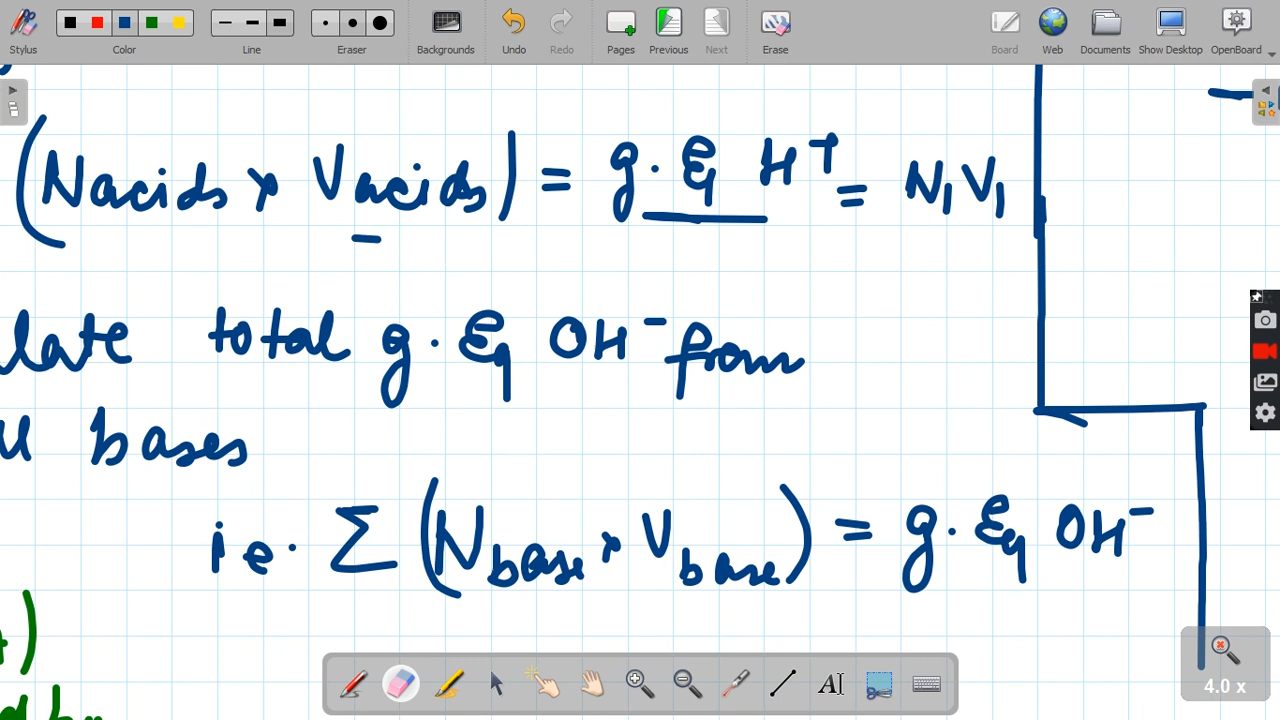 Stylus Color Line Eraser Backgrounds Undo Redo Pages Previous Next Erase Board Web Documents Show Desktop OpenBoard
(Nacids × Vacids) = g. Eq H+ = N1V1
late total g. Eq OH- from
bases
i.e. Σ (Nbase × Vbase) = g. Eq OH-
)
4.0 x